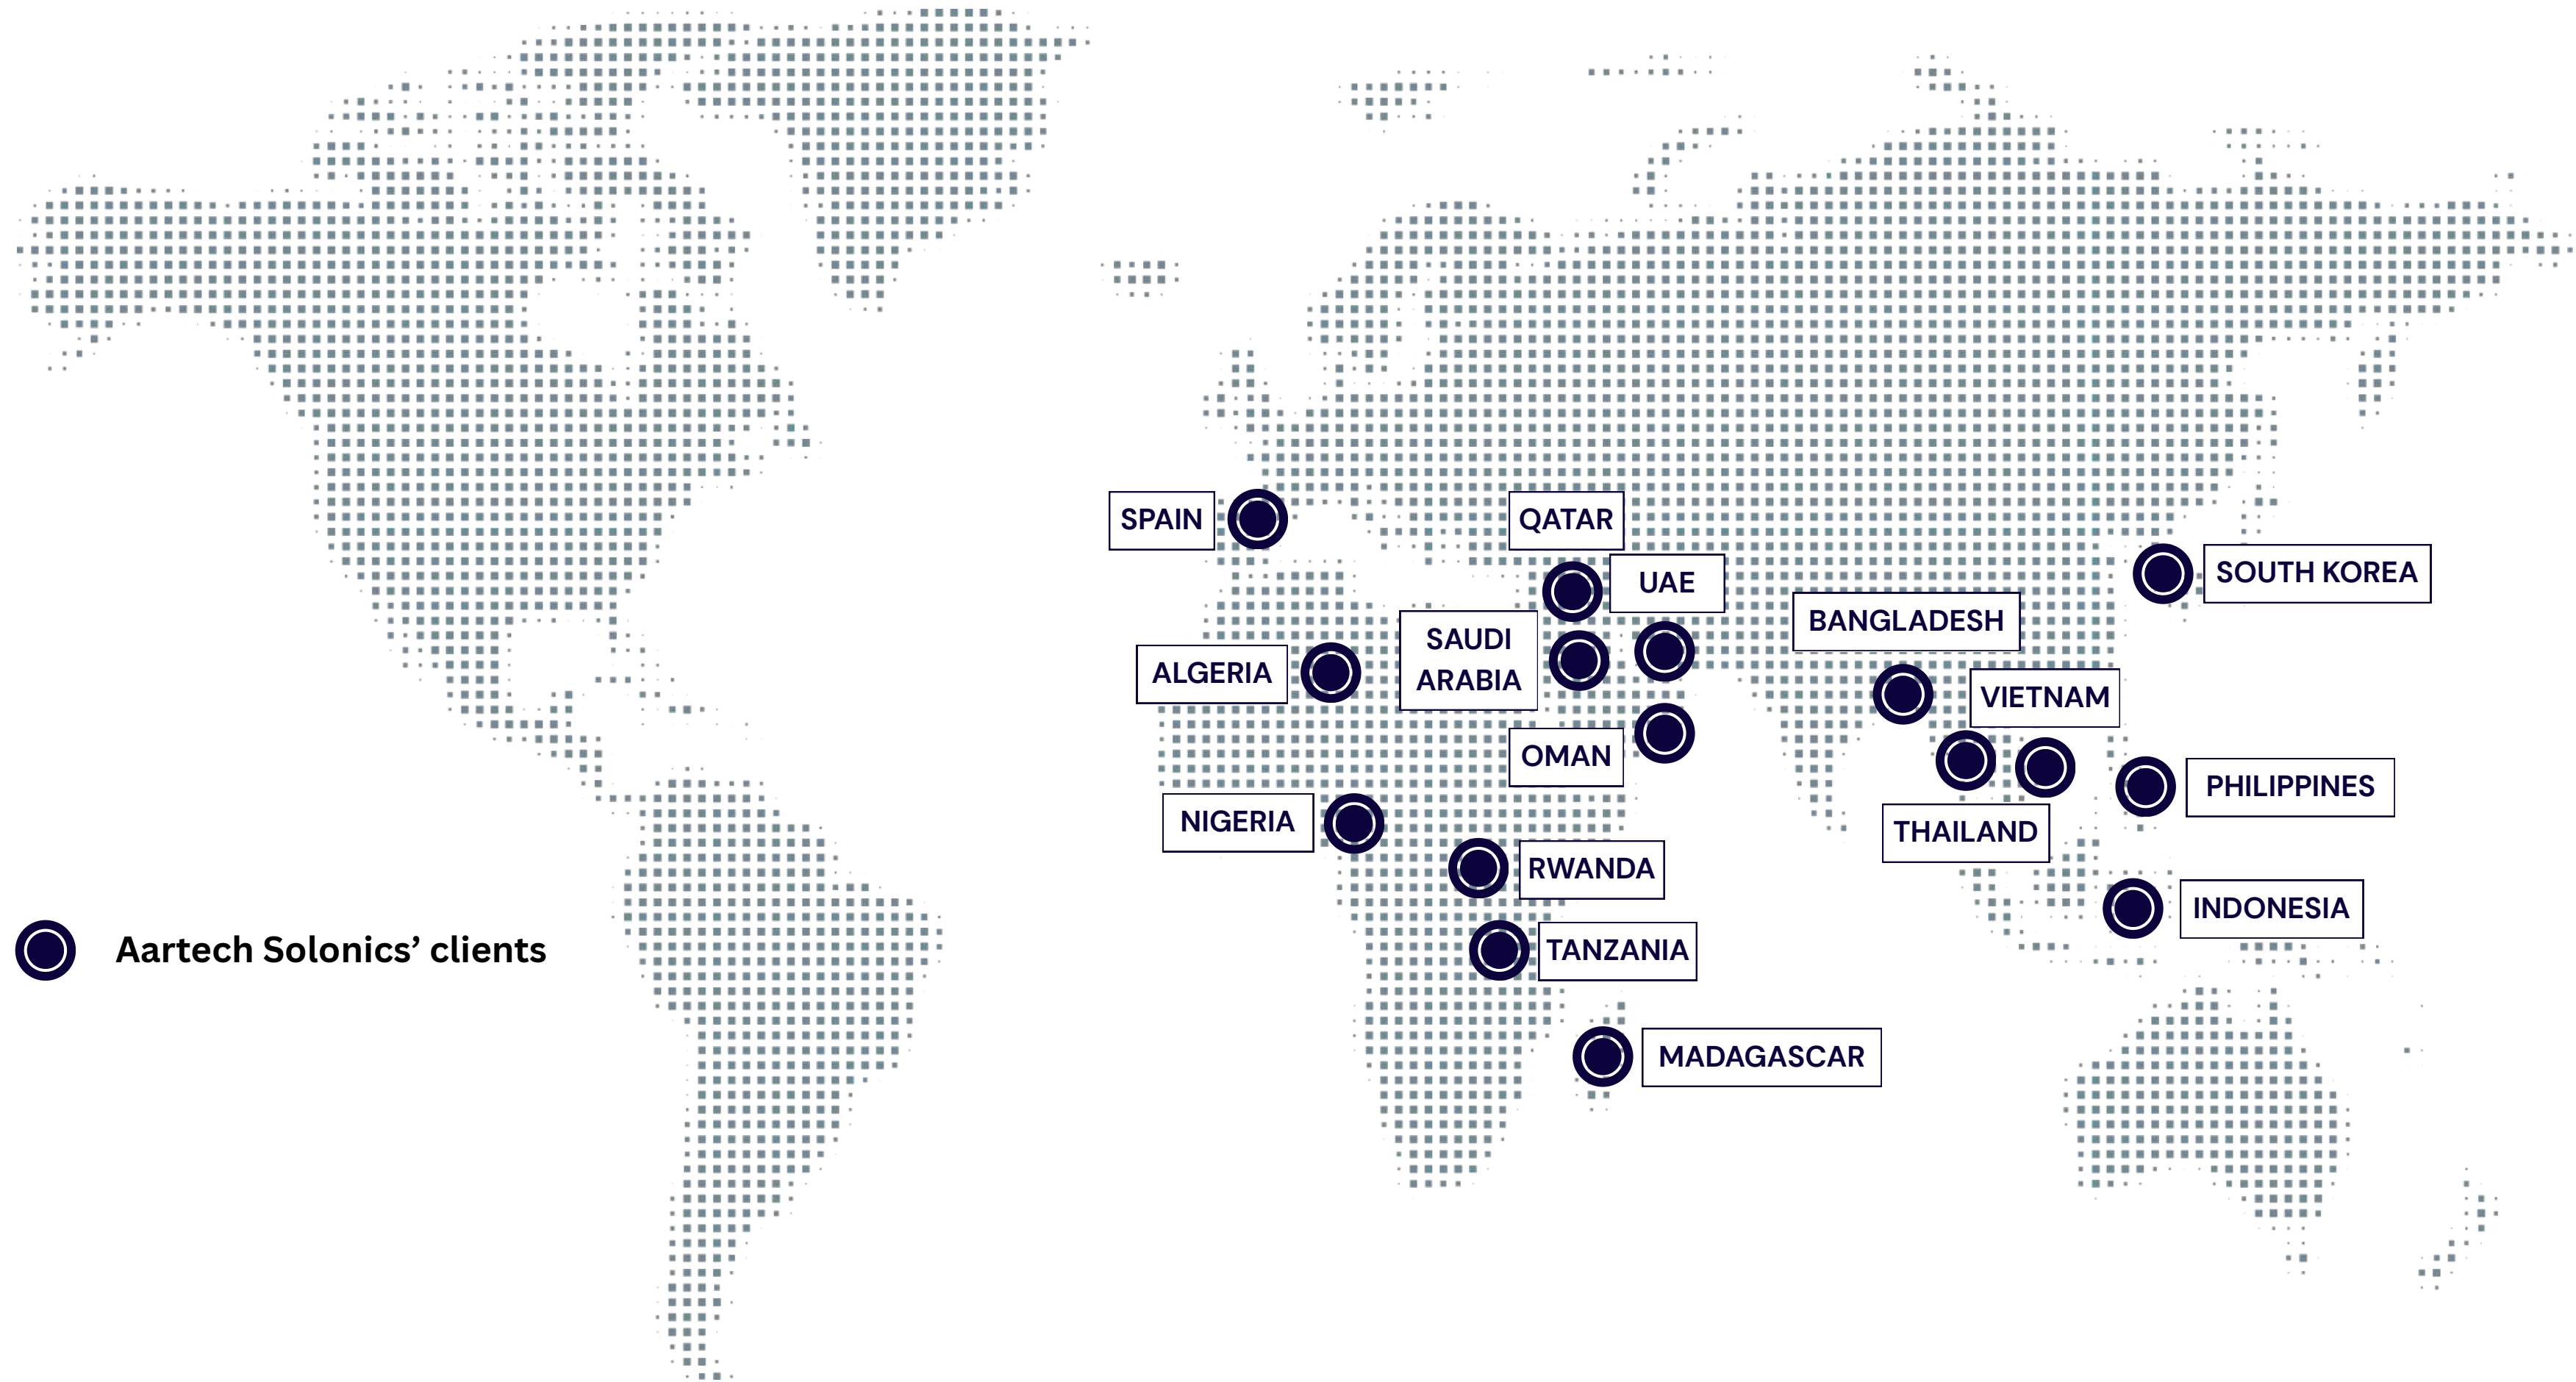 SPAIN
QATAR
UAE
SOUTH KOREA
BANGLADESH
SAUDI
ARABIA
ALGERIA
VIETNAM
OMAN
PHILIPPINES
NIGERIA
THAILAND
RWANDA
INDONESIA
Aartech Solonics’ clients
TANZANIA
MADAGASCAR